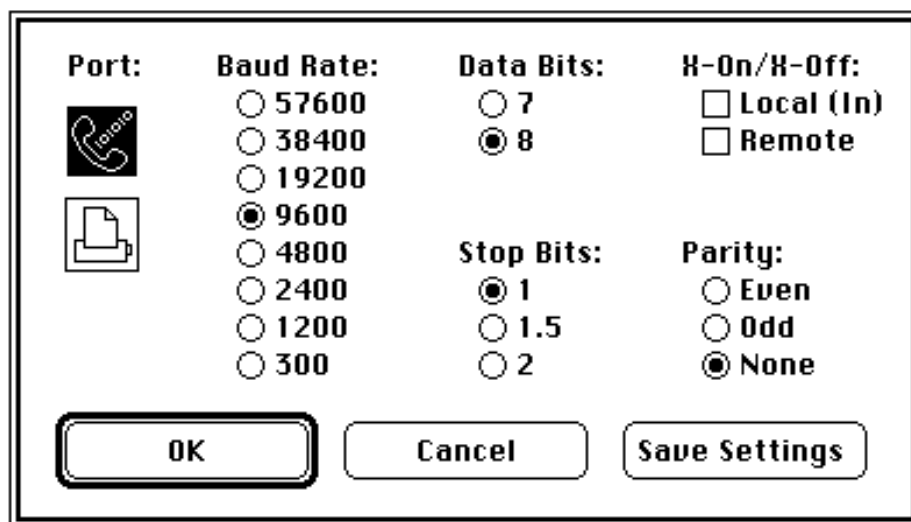 Port:
Baud Rate:
57600
38400
19200
9600
4800
2400
1200
300
Data Bits:
7
8
Stop Bits:
1
1.5
2
X-On/X-Off:
Local (In)
Remote
Parity:
Even
Odd
None
OK
Cancel
Save Settings